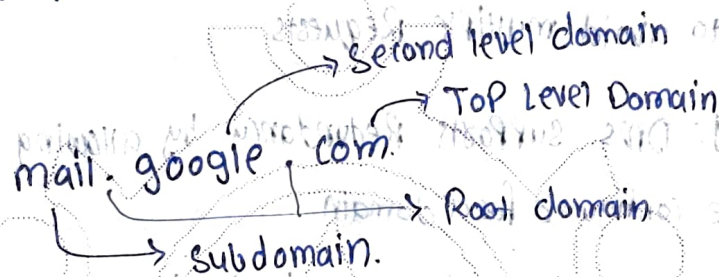 second level domain
Top Level Domain
mail. google . com.
Root domain
subdomain.